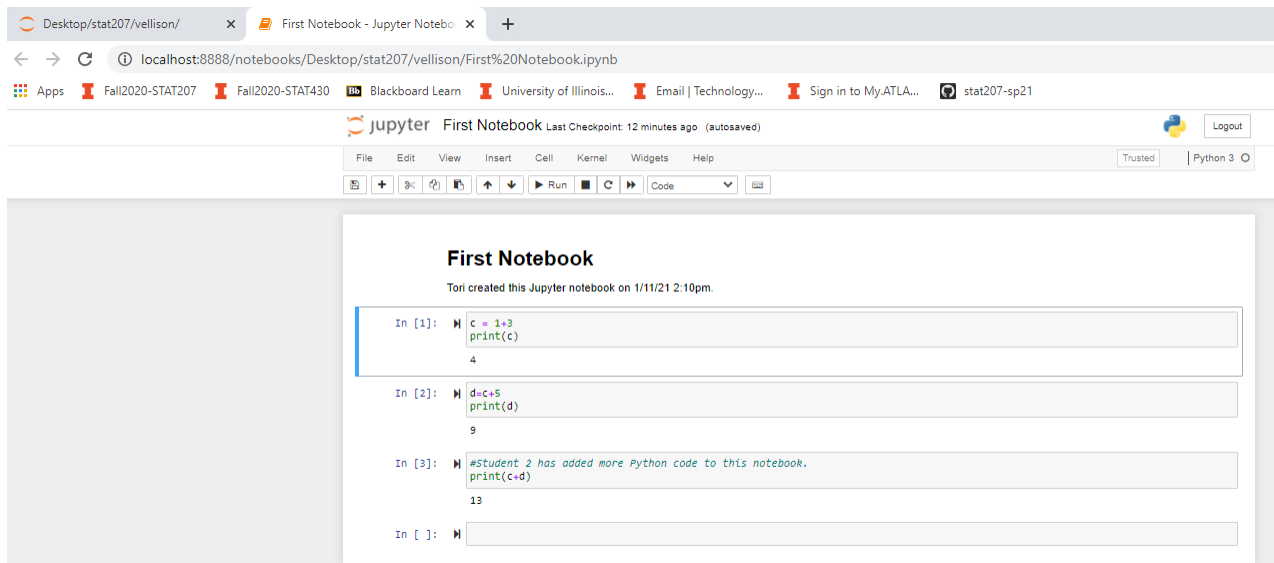 Desktop/stat207/vellison/ First Notebook - Jupyter Notebo
localhost:8888/notebooks/Desktop/stat207/vellison/First%20Notebook.ipynb
Apps Fall2020-STAT207 Fall2020-STAT430 Bb Blackboard Learn University of Illinois... Email | Technology... Sign in to My.ATLA... stat207-sp21
jupyter First Notebook Last Checkpoint: 12 minutes ago (autosaved) Logout
File Edit View Insert Cell Kernel Widgets Help Trusted Python 3
Run Code
First Notebook
Tori created this Jupyter notebook on 1/11/21 2:10pm.
In [1]: c = 1+3
print(c)
4
In [2]: d=c+5
print(d)
9
In [3]: #Student 2 has added more Python code to this notebook.
print(c+d)
13
In [ ]: